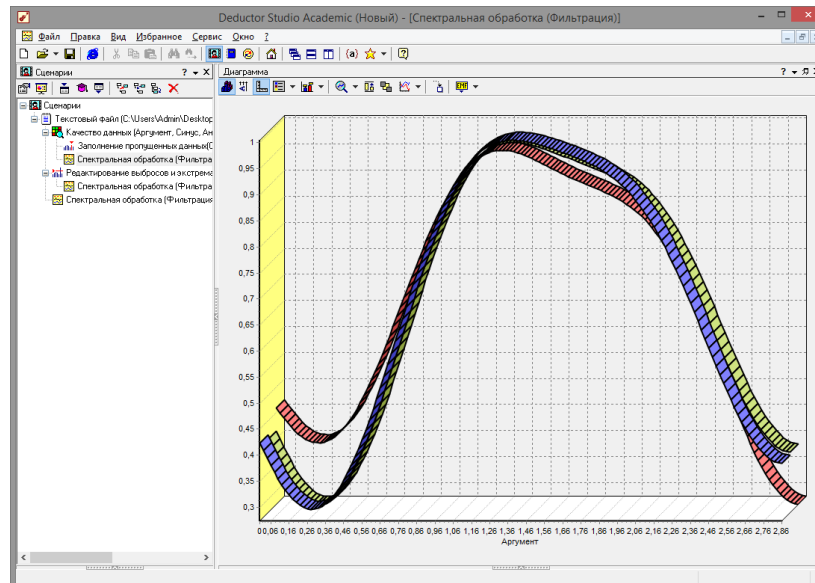 Deductor Studio Academic (Новый) - [Спектральная обработка (Фильтрация)]
Файл Правка Вид Избранное Сервис Окно ?
Сценарии
Диаграмма
Сценарии
Текстовый файл (C:\Users\Admin\Desktop
Качество данных (Аргумент, Синус, Ан
Заполнение пропущенных данных(С
Спектральная обработка (Фильтра
Редактирование выбросов и экстрема
Спектральная обработка (Фильтра
Спектральная обработка (Фильтрация
1
0,95
0,9
0,85
0,8
0,75
0,7
0,65
0,6
0,55
0,5
0,45
0,4
0,35
0,3
0 0,06 0,16 0,26 0,36 0,46 0,56 0,66 0,76 0,86 0,96 1,06 1,16 1,26 1,36 1,46 1,56 1,66 1,76 1,86 1,96 2,06 2,16 2,26 2,36 2,46 2,56 2,66 2,76 2,86
Аргумент